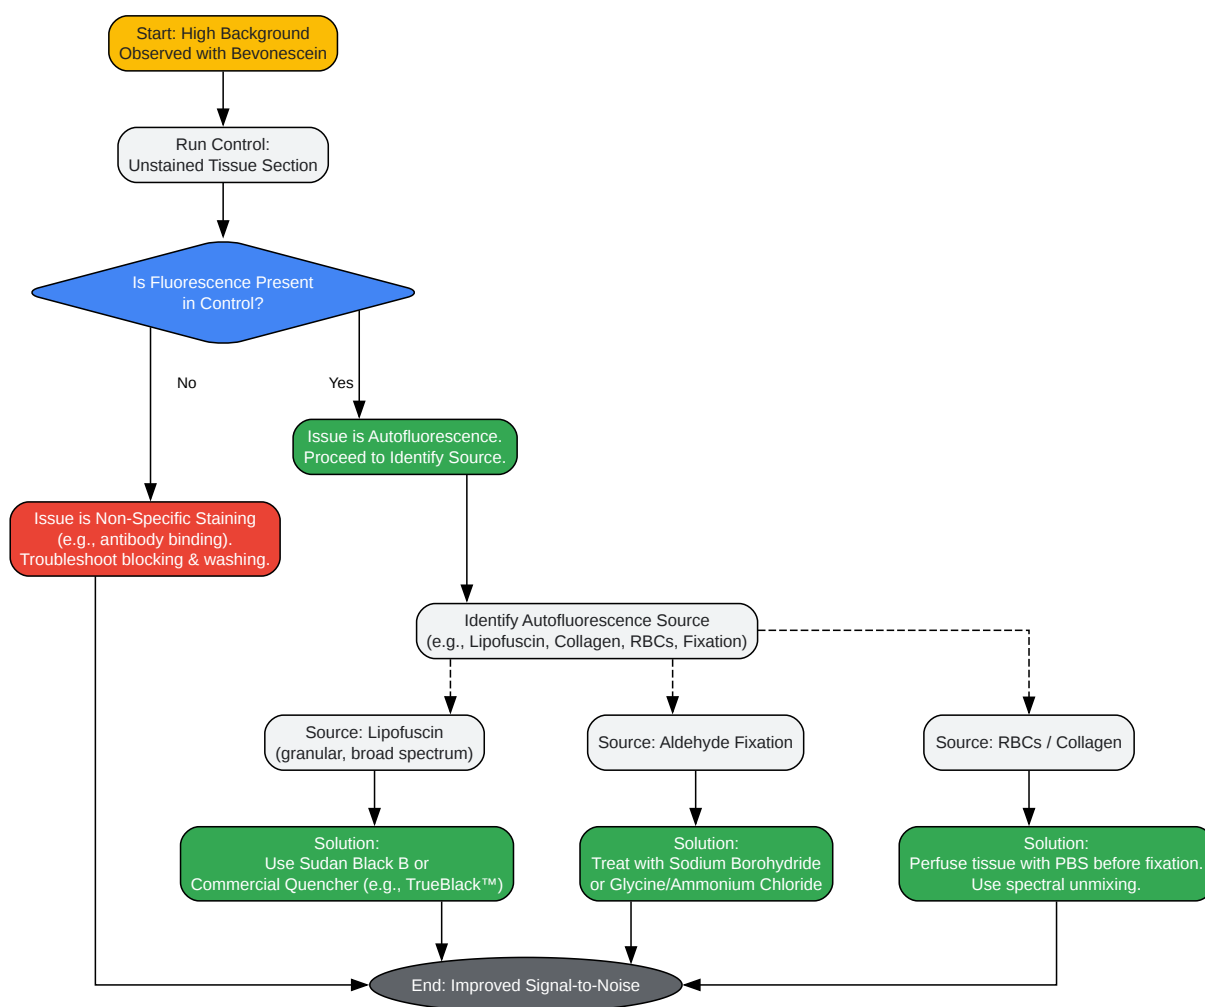 Start: High Background
Observed with Bevonescein
Run Control:
Unstained Tissue Section
Is Fluorescence Present
in Control?
No
Yes
Issue is Autofluorescence.
Proceed to Identify Source.
Issue is Non-Specific Staining
(e.g., antibody binding).
Troubleshoot blocking & washing.
Identify Autofluorescence Source
(e.g., Lipofuscin, Collagen, RBCs, Fixation)
Source: Lipofuscin
(granular, broad spectrum)
Source: Aldehyde Fixation
Source: RBCs / Collagen
Solution:
Use Sudan Black B or
Commercial Quencher (e.g., TrueBlack™)
Solution:
Treat with Sodium Borohydride
or Glycine/Ammonium Chloride
Solution:
Perfuse tissue with PBS before fixation.
Use spectral unmixing.
End: Improved Signal-to-Noise